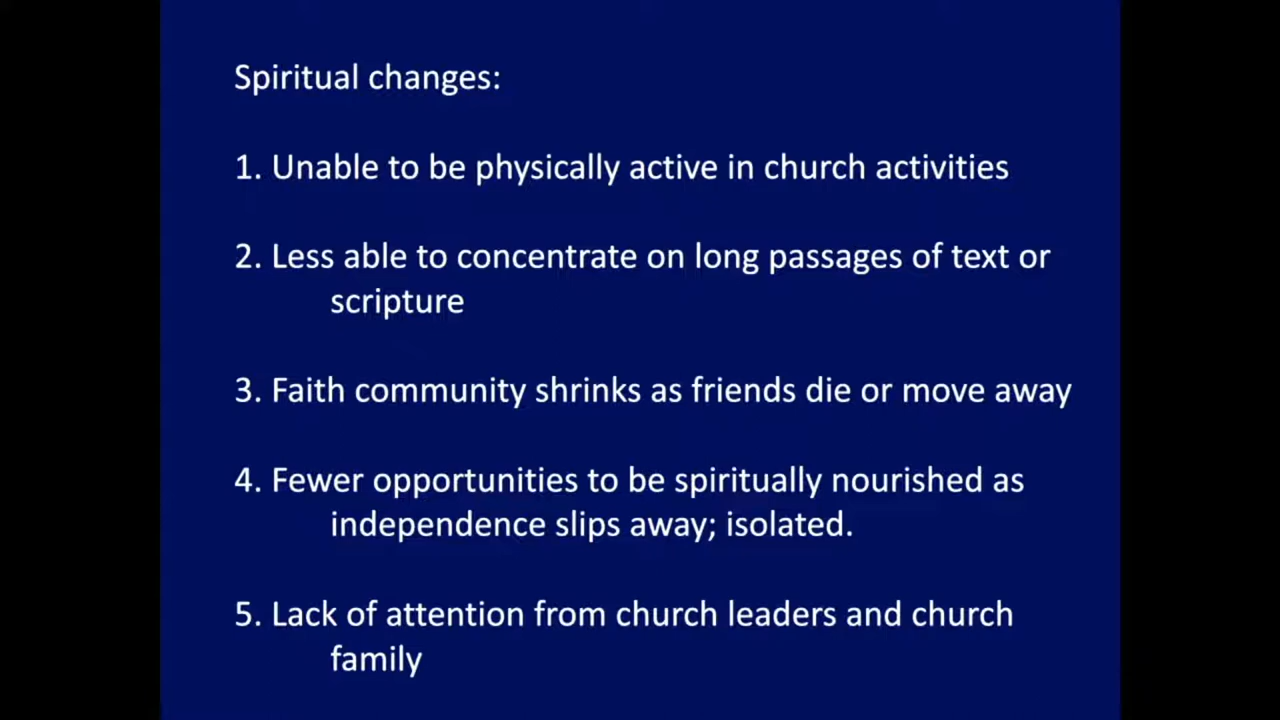 Spiritual changes:
1. Unable to be physically active in church activities
2. Less able to concentrate on long passages of text or
scripture
3. Faith community shrinks as friends die or move away
4. Fewer opportunities to be spiritually nourished as
independence slips away; isolated.
5. Lack of attention from church leaders and church
family